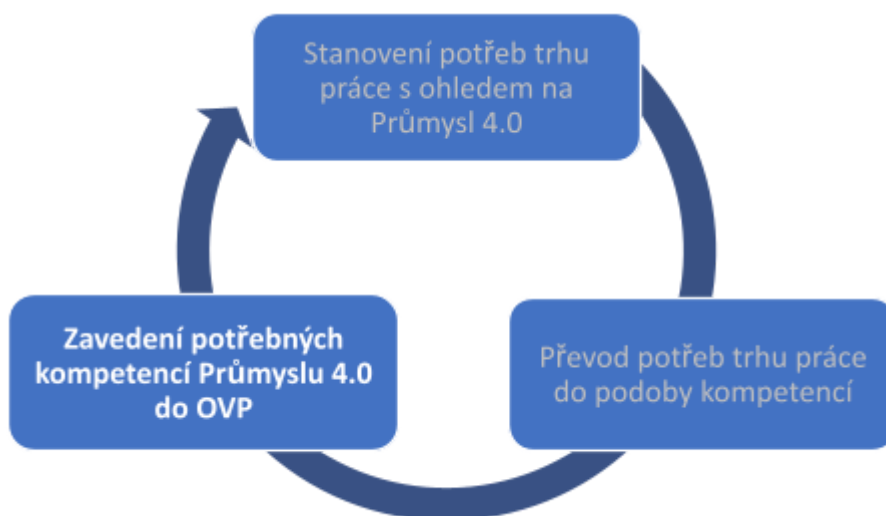 Stanovení potřeb trhu
práce s ohledem na
Průmysl 4.0
Zavedení potřebných
kompetencí Průmyslu 4.0
do OVP
Převod potřeb trhu práce
do podoby kompetencí